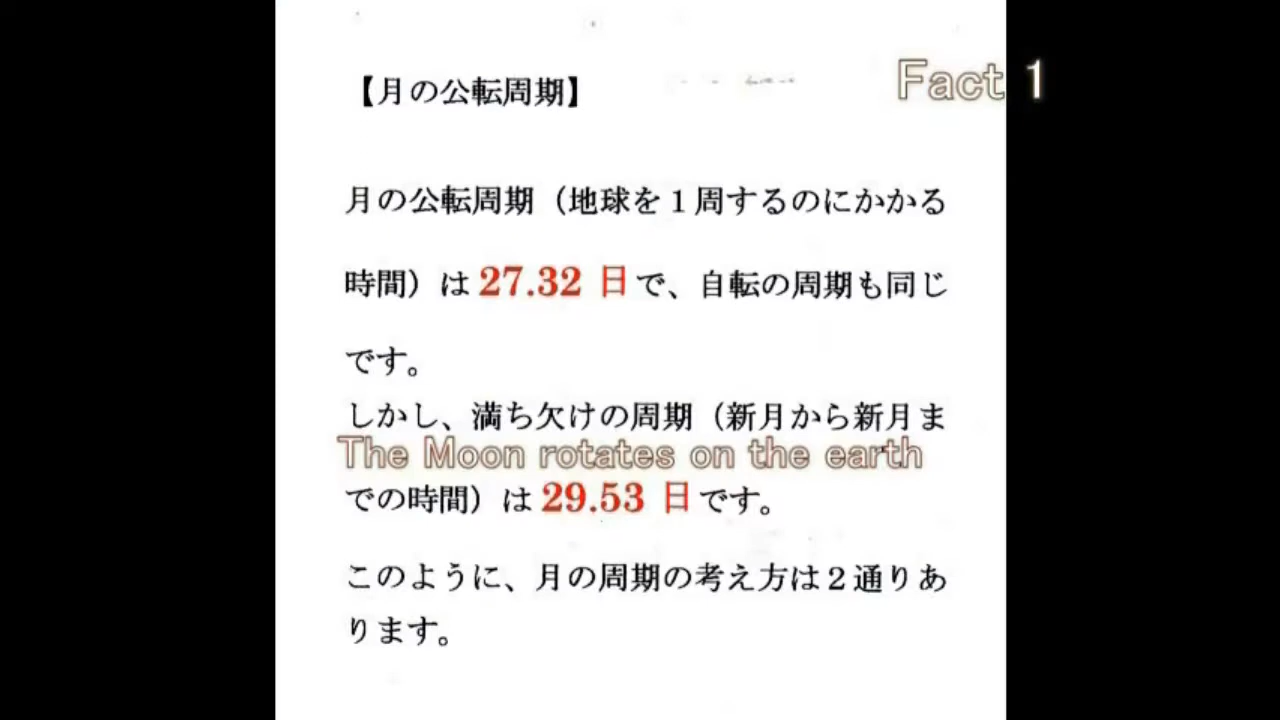 【月の公転周期】
Fact 1
月の公転周期（地球を１周するのにかかる
時間）は 27.32 日で、自転の周期も同じ
です。
しかし、満ち欠けの周期（新月から新月ま
The Moon rotates on the earth
での時間）は 29.53 日です。
このように、月の周期の考え方は２通りあ
ります。